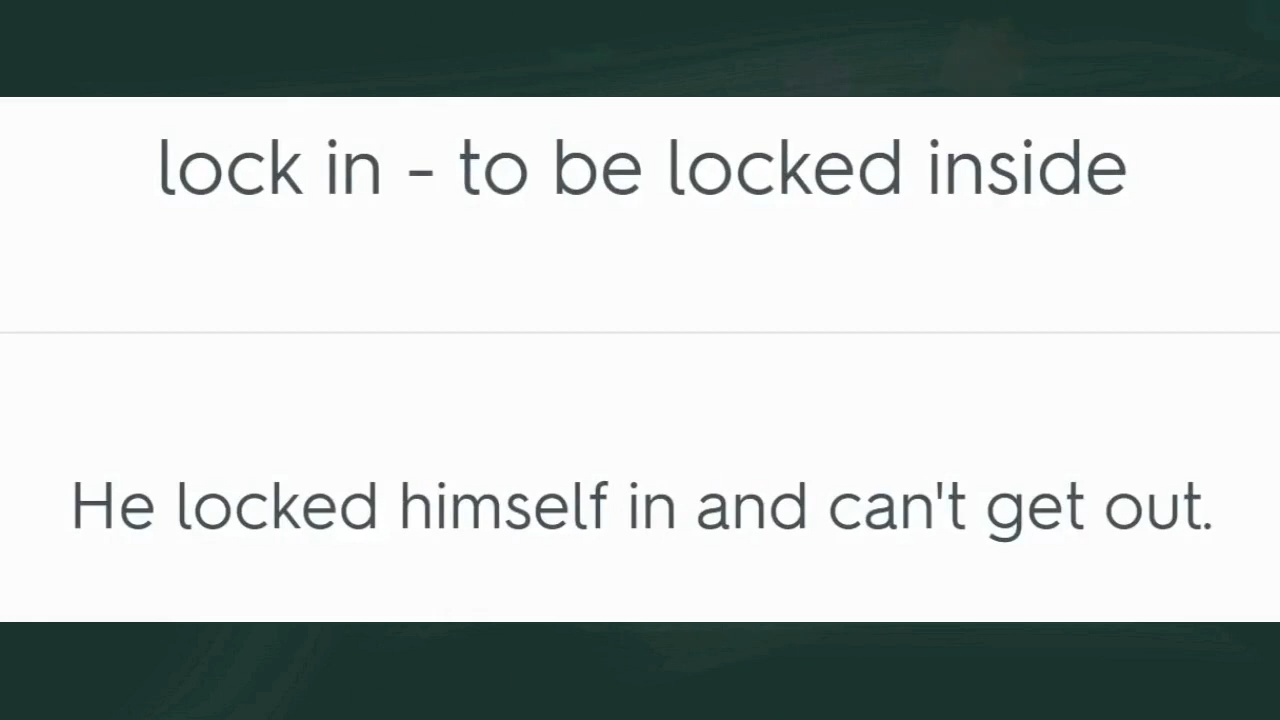 lock in - to be locked inside
He locked himself in and can't get out.